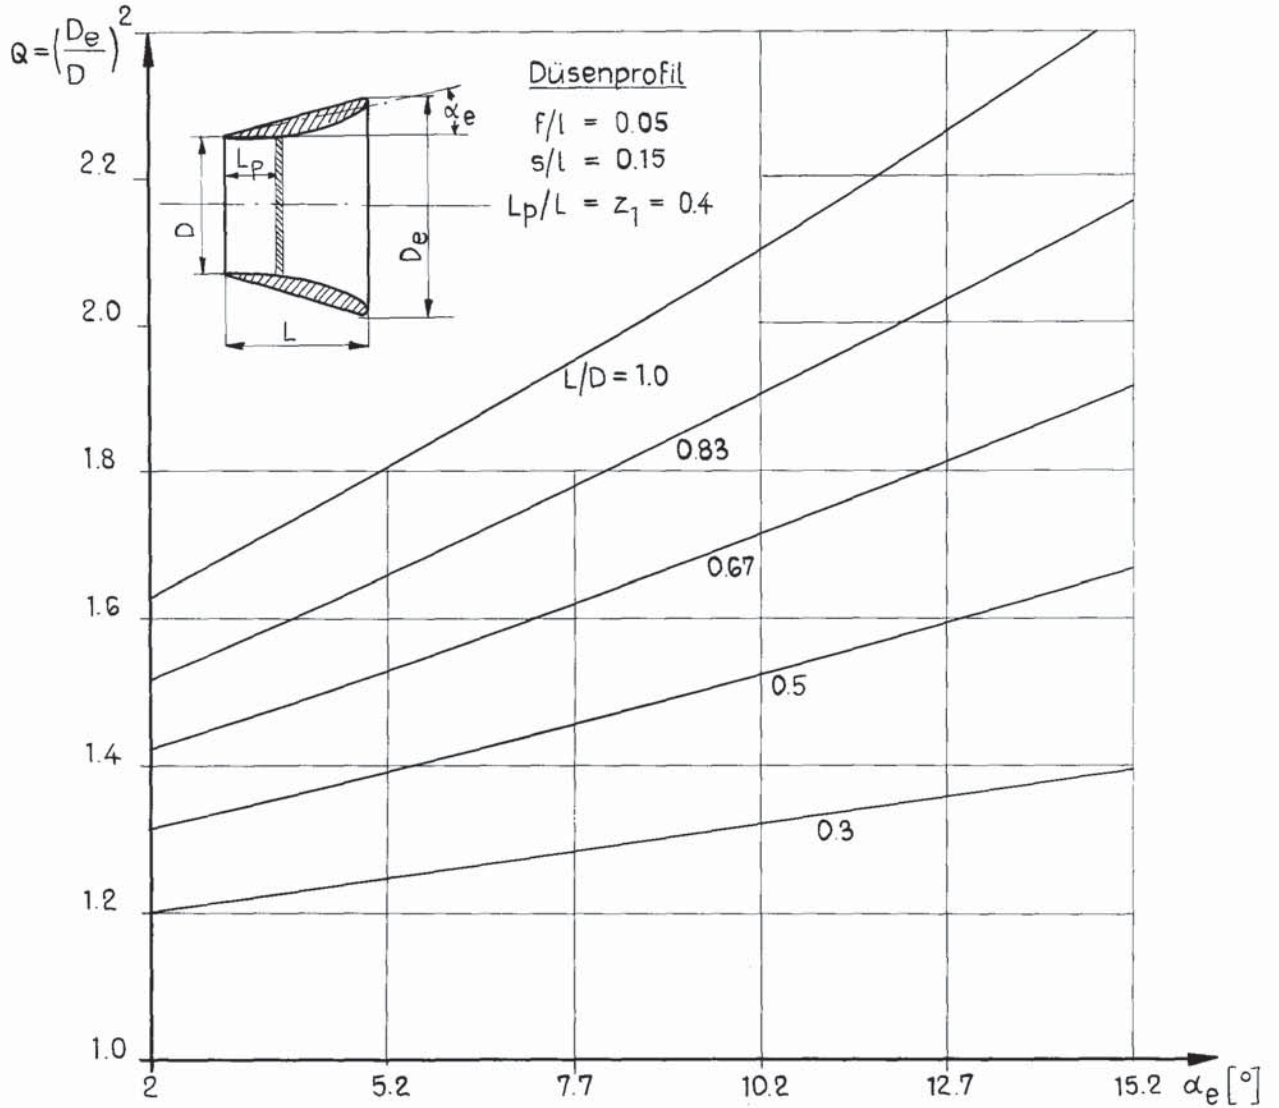 Q = (De/D)²
Düsenprofil
f/l = 0.05
s/l = 0.15
Lp/L = z1 = 0.4
αe
Lp
D
De
L
2.2
2.0
1.8
1.6
1.4
1.2
1.0
L/D = 1.0
0.83
0.67
0.5
0.3
2 5.2 7.7 10.2 12.7 15.2 αe [°]